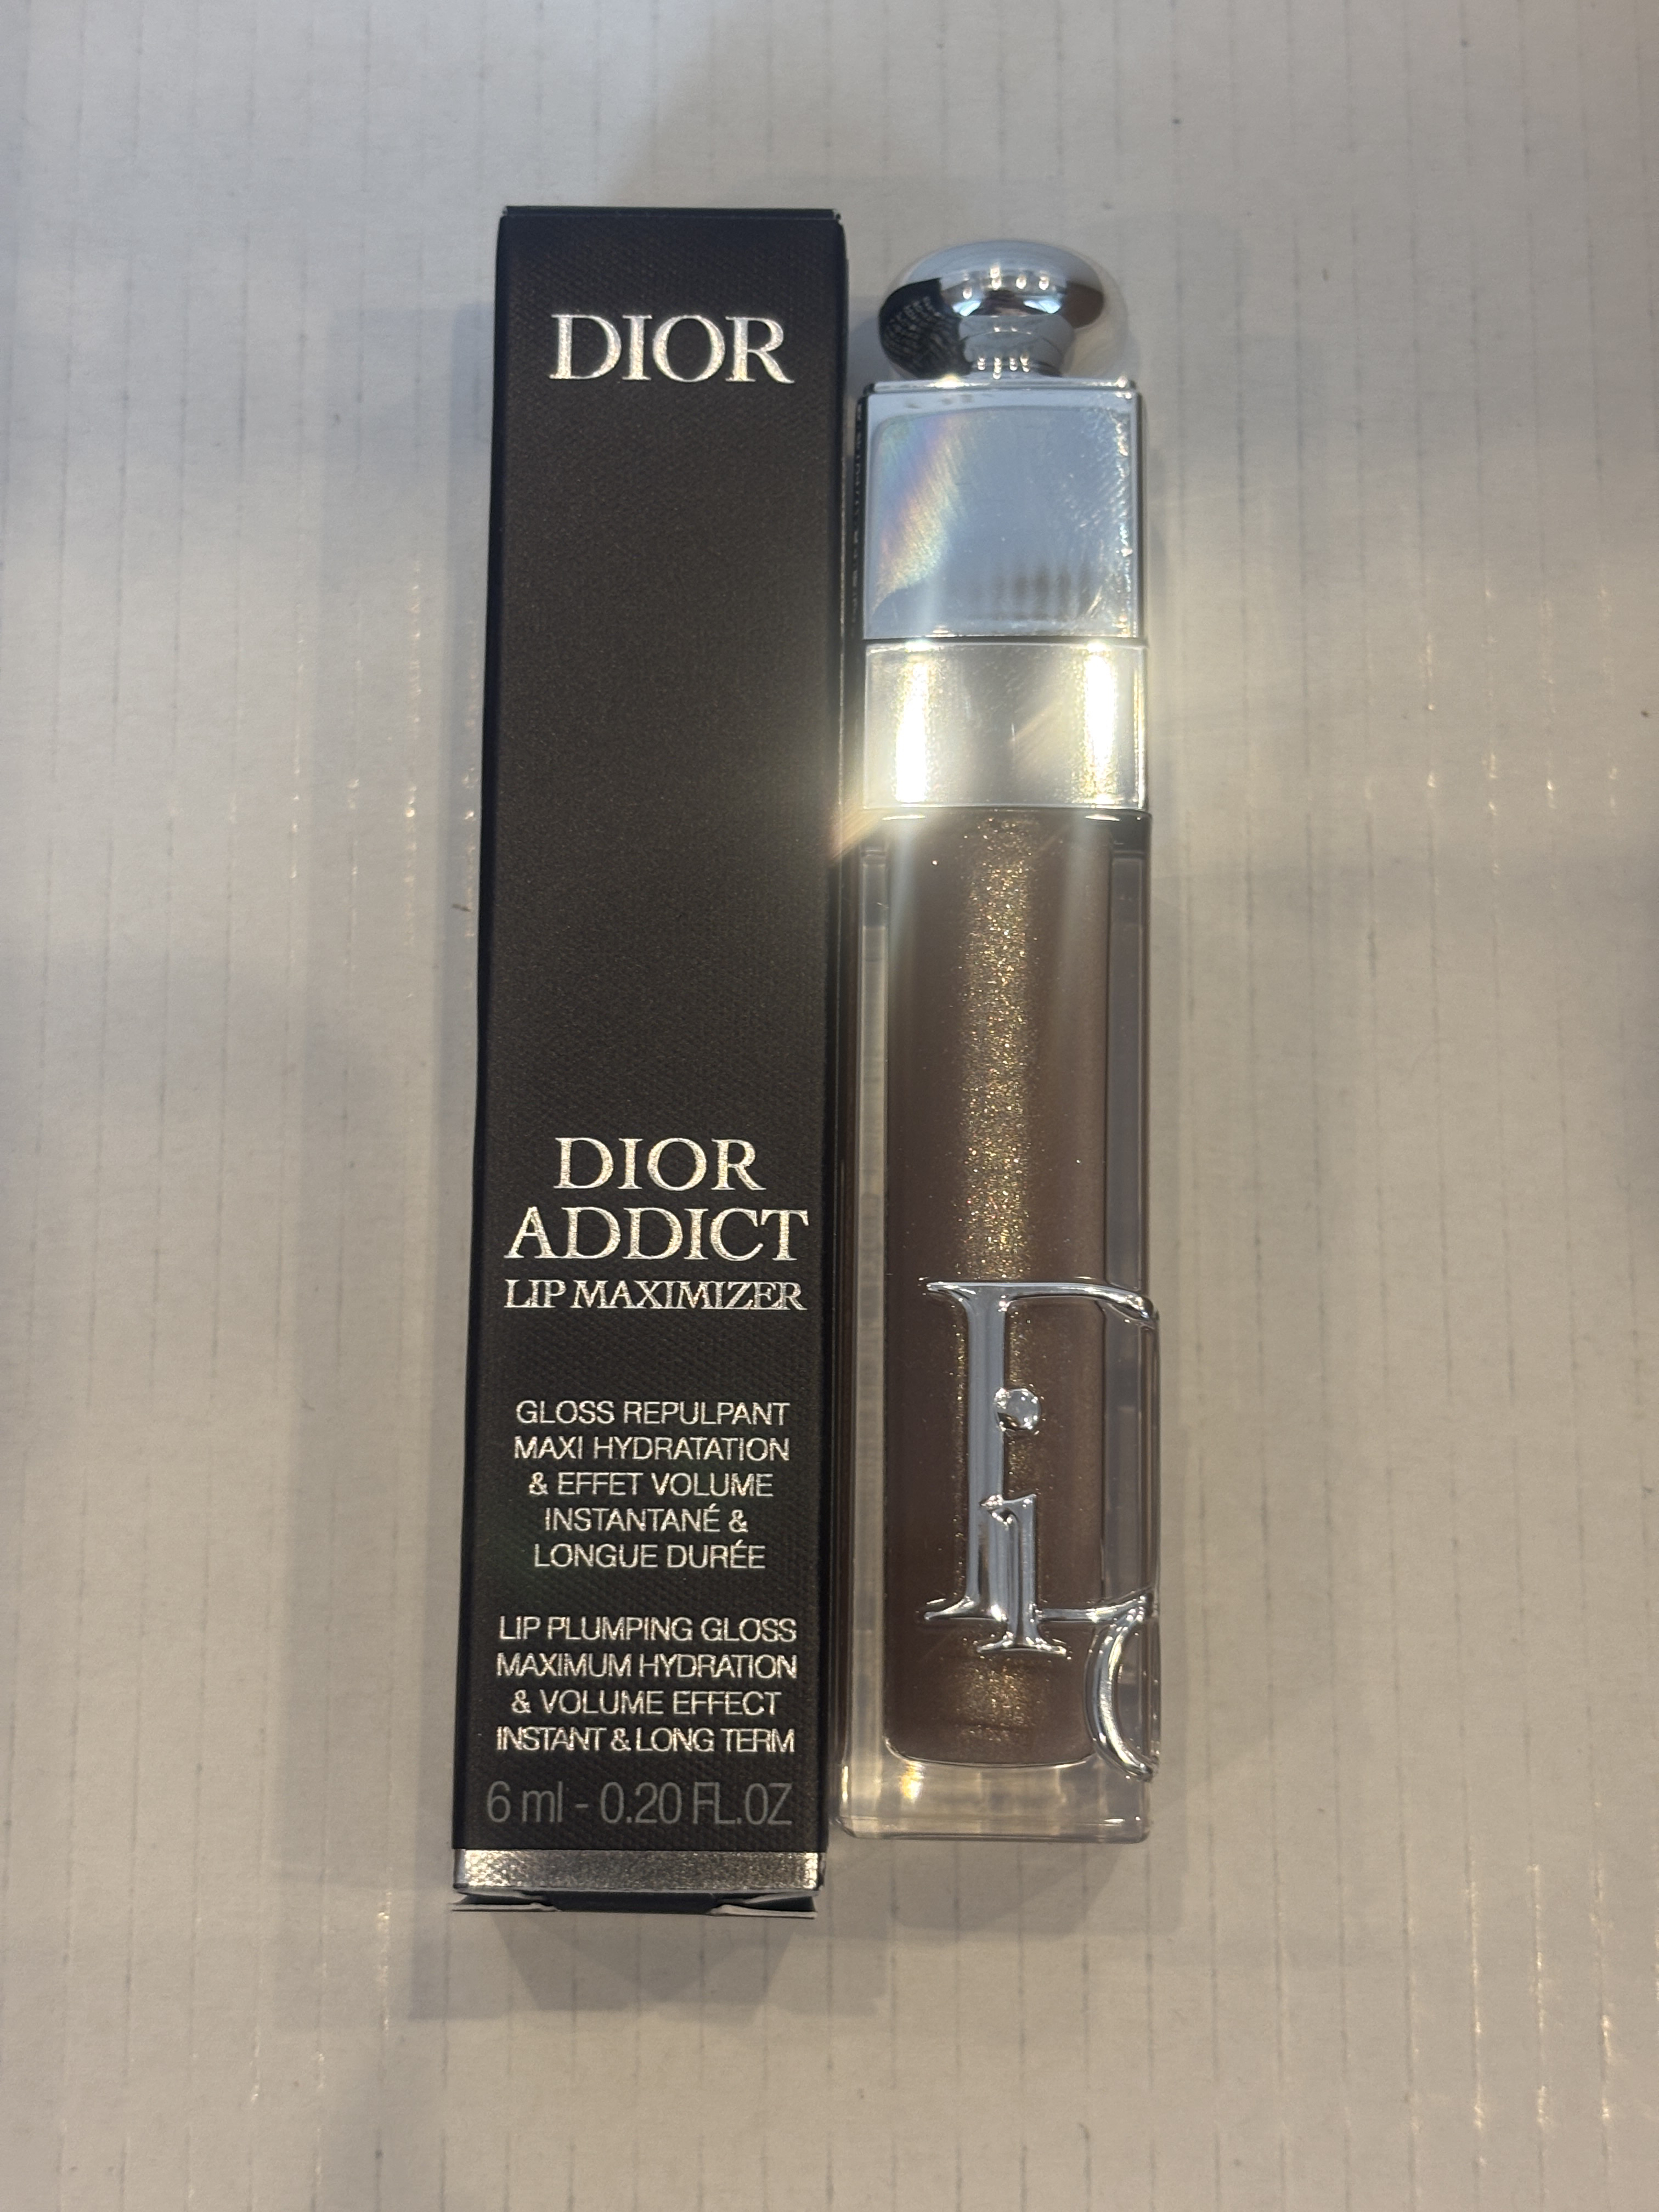 DIOR
DIOR
ADDICT
LIP MAXIMIZER
GLOSS REPULPANT
MAXI HYDRATATION
& EFFET VOLUME
INSTANTANÉ &
LONGUE DURÉE
LIP PLUMPING GLOSS
MAXIMUM HYDRATION
& VOLUME EFFECT
INSTANT & LONG TERM
6 ml - 0.20 FL.OZ